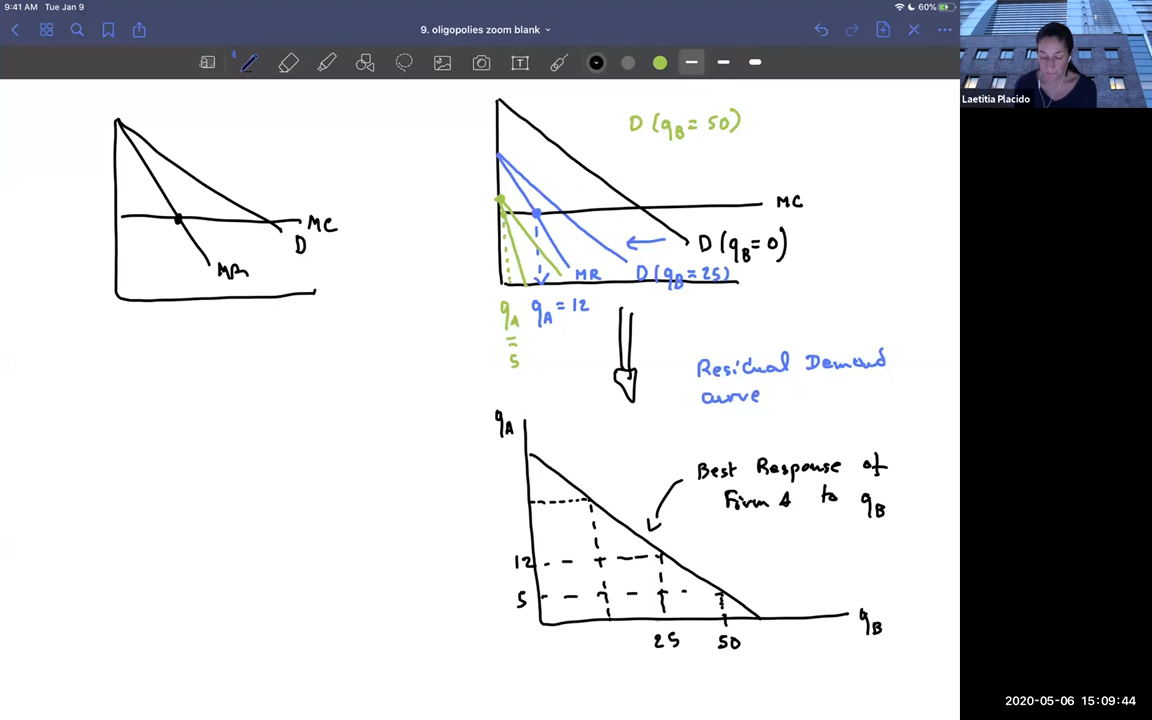 9:41 AM Tue Jan 9
60%
9. oligopolies zoom blank
Laetitia Placido
D (qB = 50)
MC
D (qB = 0)
MR
D (qB = 25)
qA = 5
qA = 12
MC
D
MR
Residual Demand
curve
qA
Best Response of
Firm A to qB
12
5
25
50
qB
2020-05-06 15:09:44